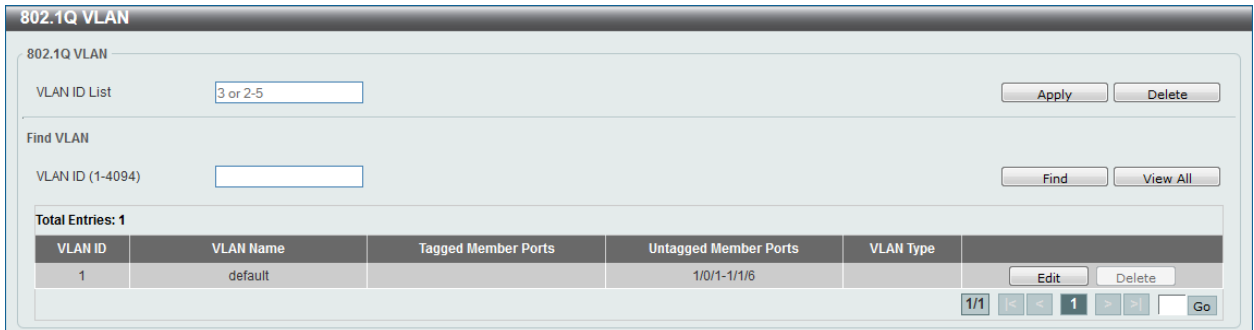 802.1Q VLAN
802.1Q VLAN
VLAN ID List 3 or 2-5 Apply Delete
Find VLAN
VLAN ID (1-4094) Find View All
Total Entries: 1
VLAN ID VLAN Name Tagged Member Ports Untagged Member Ports VLAN Type
1 default 1/0/1-1/1/6 Edit Delete
1/1 |< < 1 > >| Go